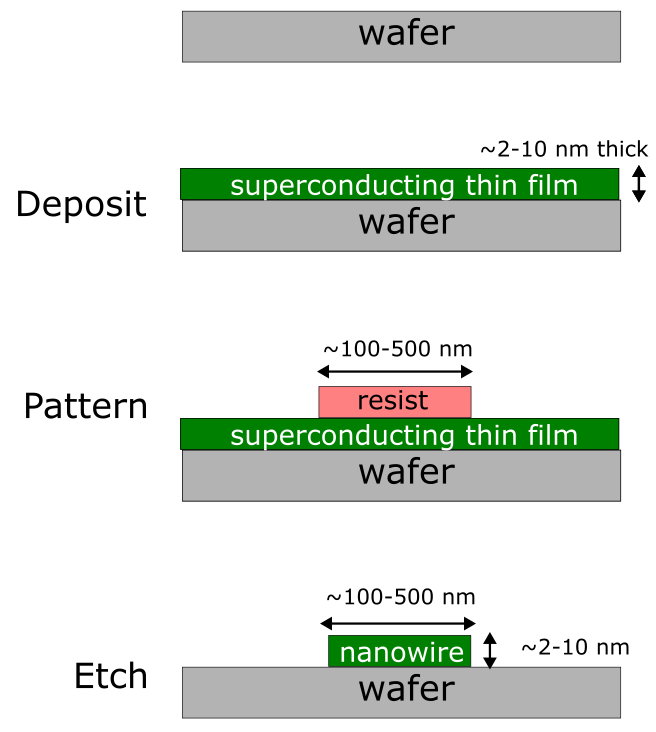 wafer
~2-10 nm thick
Deposit
superconducting thin film
wafer
~100-500 nm
Pattern
resist
superconducting thin film
wafer
~100-500 nm
Etch
nanowire
~2-10 nm
wafer